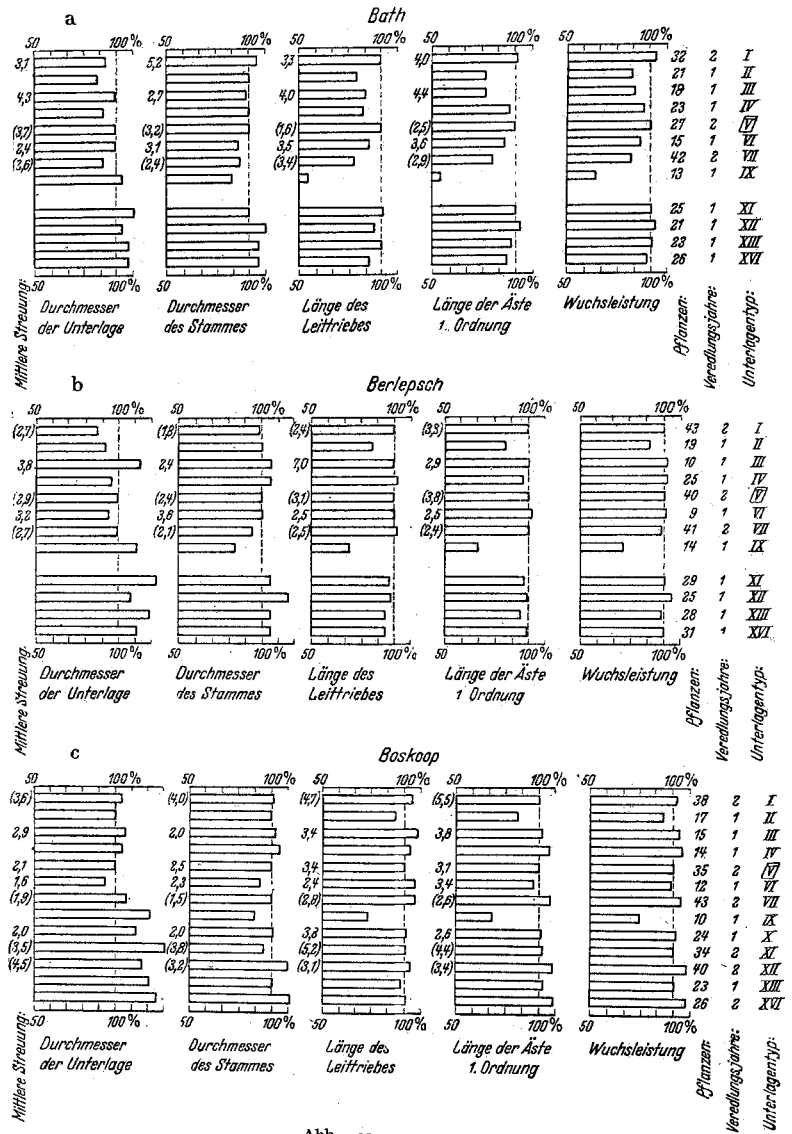 a Bath
50 100% 50 100% 50 100% 50 100% 50 100%
3,1 5,2 3,3 4,0 32 2 I
21 1 II
4,3 2,7 4,0 4,4 19 1 III
23 1 IV
(3,7) (3,2) (1,6) (2,5) 27 2 V
2,4 3,1 3,5 3,6 15 1 VI
(3,6) (2,4) (3,4) (2,9) 42 2 VII
13 1 IX
25 1 XI
21 1 XII
23 1 XIII
26 1 XVI
50 100% 50 100% 50 100% 50 100% 50 100%
Mittlere Streuung: Durchmesser der Unterlage Durchmesser des Stammes Länge des Leittriebes Länge der Äste 1. Ordnung Wuchsleistung Pflanzen: Veredlungsjahre: Unterlagentyp:
b Berlepsch
50 100% 50 100% 50 100% 50 100% 50 100%
(2,7) (1,8) (2,4) (3,3) 43 2 I
19 1 II
3,8 2,4 7,0 2,9 10 1 III
25 1 IV
(2,9) (2,4) (3,1) (3,8) 40 2 V
3,2 3,6 2,5 2,5 9 1 VI
(2,7) (2,1) (2,5) (2,4) 41 2 VII
14 1 IX
29 1 XI
25 1 XII
28 1 XIII
31 1 XVI
50 100% 50 100% 50 100% 50 100% 50 100%
Mittlere Streuung: Durchmesser der Unterlage Durchmesser des Stammes Länge des Leittriebes Länge der Äste 1 Ordnung Wuchsleistung Pflanzen: Veredlungsjahre: Unterlagentyp:
c Boskoop
50 100% 50 100% 50 100% 50 100% 50 100%
(3,6) (4,0) (4,7) (5,5) 38 2 I
17 1 II
2,9 2,0 3,4 3,8 15 1 III
14 1 IV
2,1 2,5 3,4 3,1 35 2 V
1,6 2,3 2,4 3,4 12 1 VI
(1,9) (1,5) (2,8) (2,6) 43 2 VII
10 1 IX
2,0 2,0 3,8 2,6 24 1 X
(3,5) (3,8) (5,2) (4,4) 34 2 XI
(4,5) (3,2) (3,1) (3,4) 40 2 XII
23 1 XIII
26 2 XVI
50 100% 50 100% 50 100% 50 100% 50 100%
Mittlere Streuung: Durchmesser der Unterlage Durchmesser des Stammes Länge des Leittriebes Länge der Äste 1. Ordnung Wuchsleistung Pflanzen: Veredlungsjahre: Unterlagentyp:
Abb.